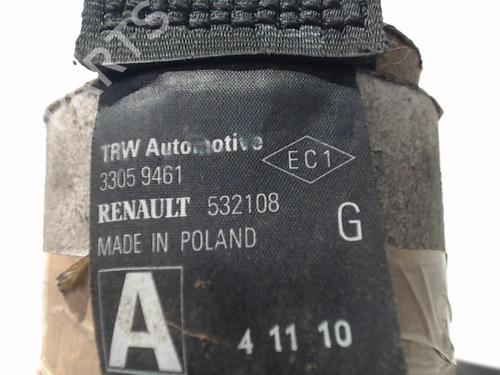 TRW Automotive
EC1
3305 9461
RENAULT 532108
G
MADE IN POLAND
A
4 11 10